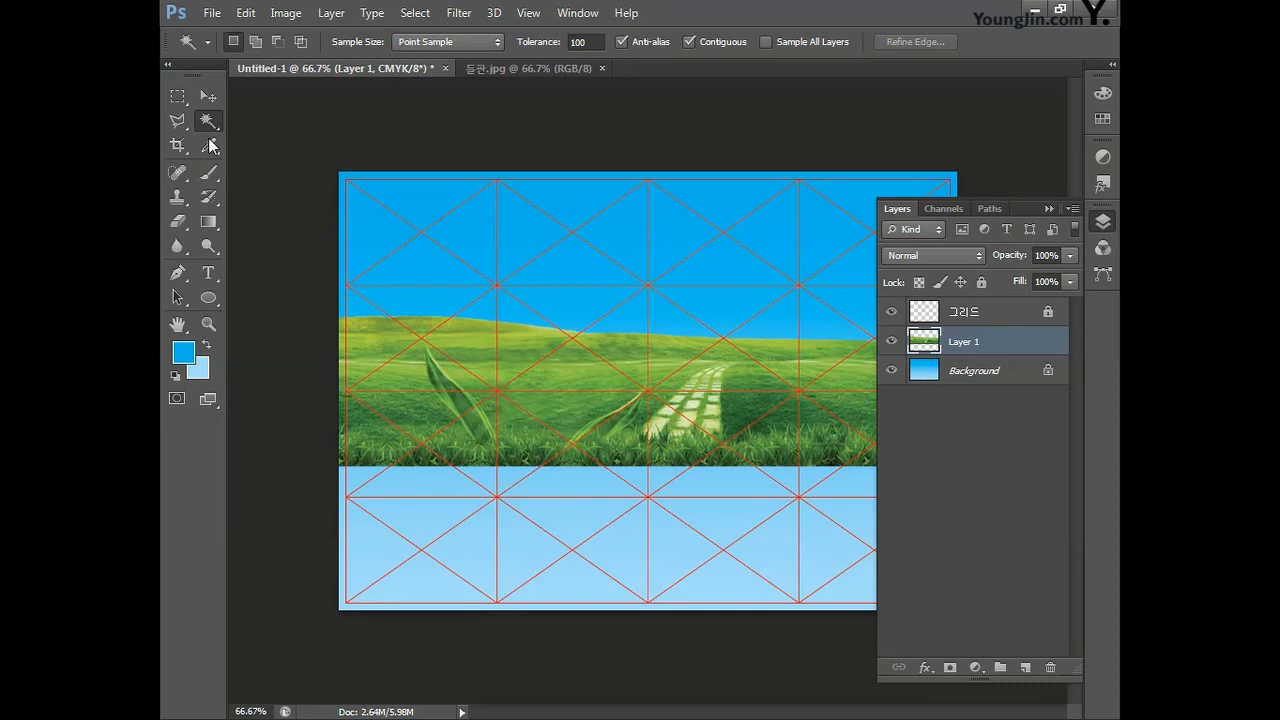 Ps File Edit Image Layer Type Select Filter 3D View Window Help
YoungJin.com Y.
Sample Size: Point Sample Tolerance: 100 Anti-alias Contiguous Sample All Layers Refine Edge...
Untitled-1 @ 66.7% (Layer 1, CMYK/8*) * × 들판.jpg @ 66.7% (RGB/8) ×
Layers Channels Paths
Kind
Normal Opacity: 100%
Lock: Fill: 100%
그리드
Layer 1
Background
66.67% Doc: 2.64M/5.98M